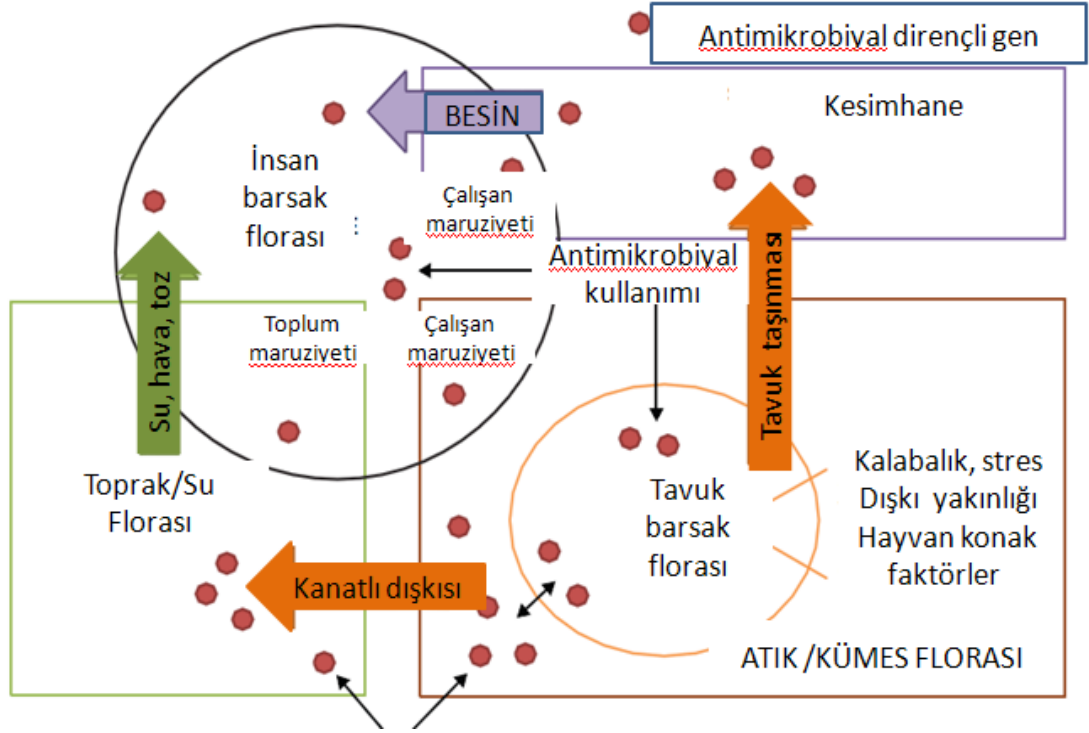 Antimikrobiyal dirençli gen
BESİN
Kesimhane
İnsan
barsak
florası
Çalışan
maruziyeti
Antimikrobiyal
kullanımı
Su, hava, toz
Toplum
maruziyeti
Çalışan
maruziyeti
Tavuk taşınması
Toprak/Su
Florası
Tavuk
barsak
florası
Kalabalık, stres
Dışkı yakınlığı
Hayvan konak
faktörler
Kanatlı dışkısı
ATIK /KÜMES FLORASI